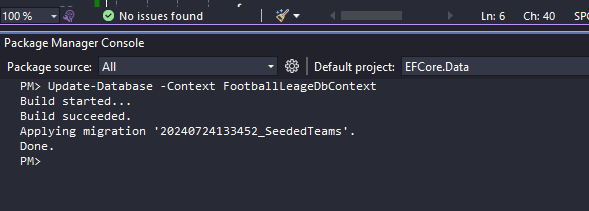 100 %
No issues found
Ln: 6
Ch: 40
SPC
Package Manager Console
Package source: All
Default project: EFCore.Data
PM> Update-Database -Context FootballLeageDbContext
Build started...
Build succeeded.
Applying migration '20240724133452_SeededTeams'.
Done.
PM>